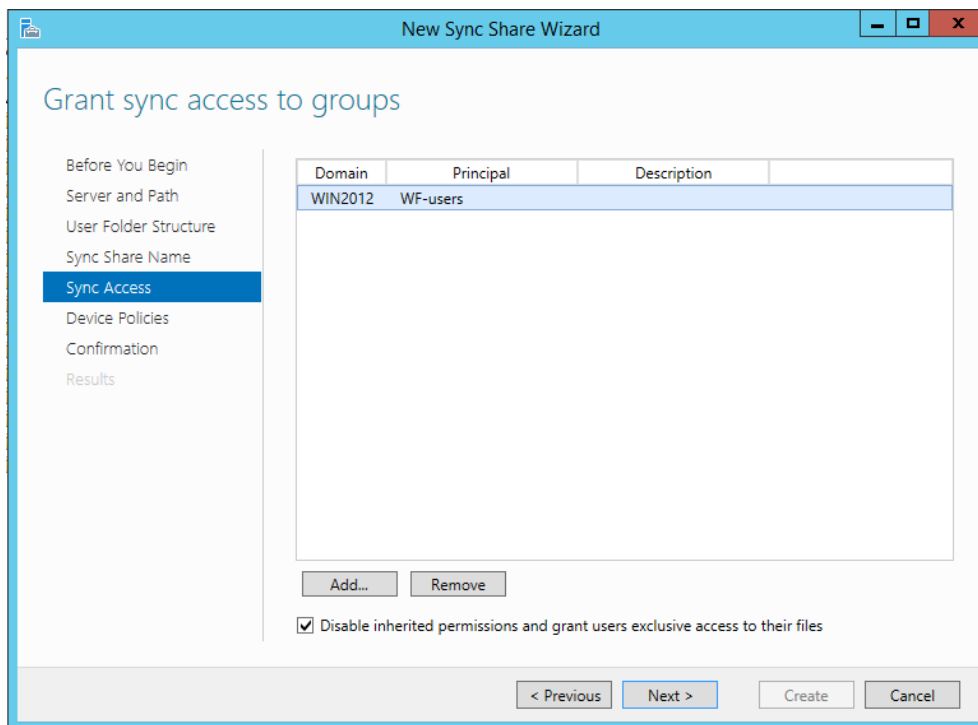 New Sync Share Wizard
Grant sync access to groups
Before You Begin
Server and Path
User Folder Structure
Sync Share Name
Sync Access
Device Policies
Confirmation
Results
Domain Principal Description
WIN2012 WF-users
Add... Remove
Disable inherited permissions and grant users exclusive access to their files
< Previous Next > Create Cancel